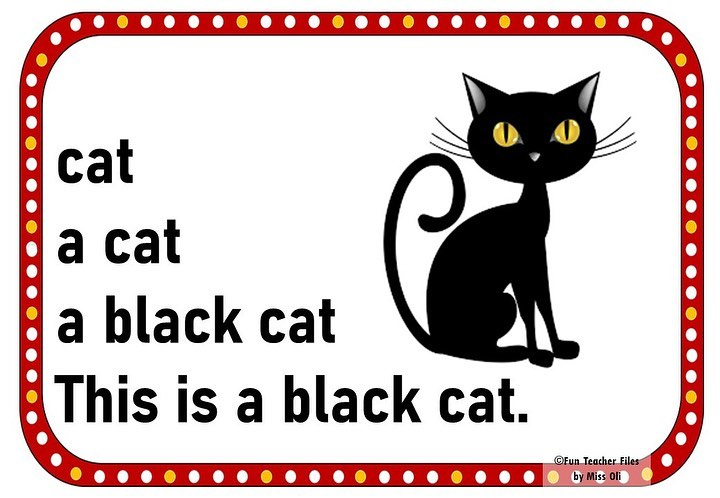 cat
a cat
a black cat
This is a black cat.
©Fun Teacher Files
by Miss Oli